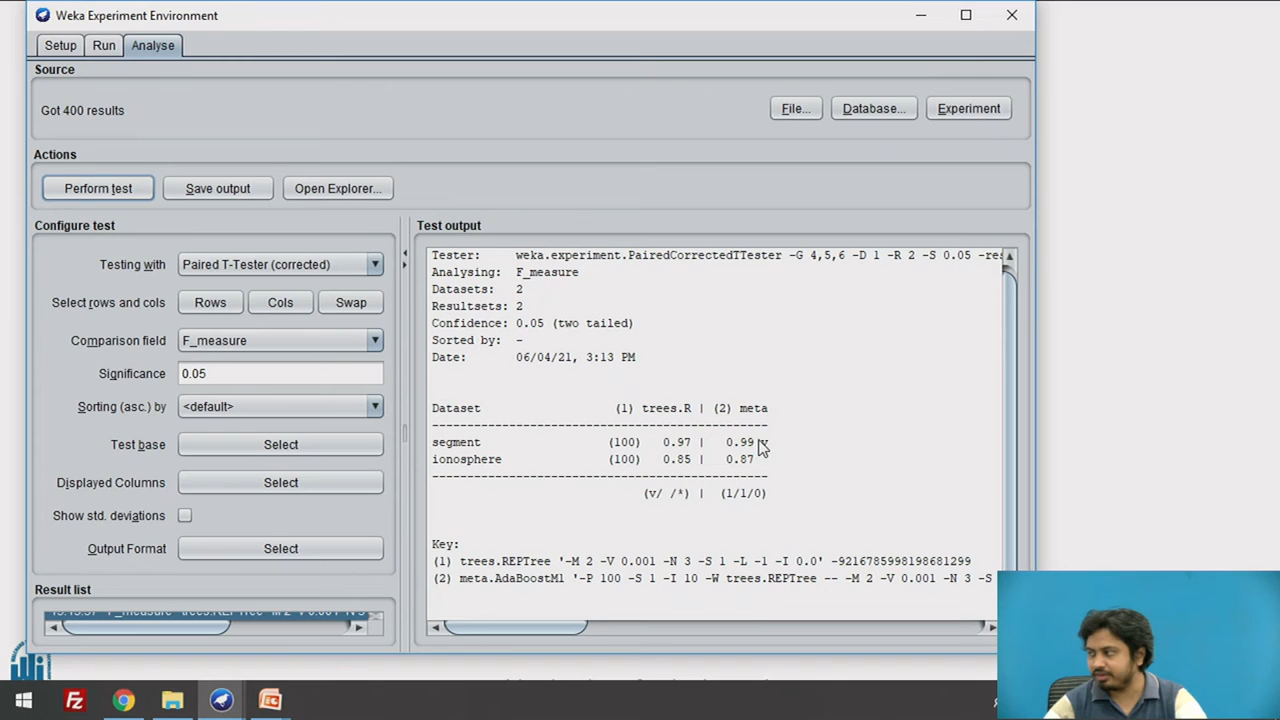 Weka Experiment Environment
Setup Run Analyse
Source
Got 400 results
File... Database... Experiment
Actions
Perform test Save output Open Explorer...
Configure test
Testing with Paired T-Tester (corrected)
Select rows and cols Rows Cols Swap
Comparison field F_measure
Significance 0.05
Sorting (asc.) by <default>
Test base Select
Displayed Columns Select
Show std. deviations
Output Format Select
Result list
Test output
Tester: weka.experiment.PairedCorrectedTTester -G 4,5,6 -D 1 -R 2 -S 0.05 -res
Analysing: F_measure
Datasets: 2
Resultsets: 2
Confidence: 0.05 (two tailed)
Sorted by: -
Date: 06/04/21, 3:13 PM
Dataset (1) trees.R | (2) meta
----------------------------------------------
segment (100) 0.97 | 0.99
ionosphere (100) 0.85 | 0.87
----------------------------------------------
(v/ /*) | (1/1/0)
Key:
(1) trees.REPTree '-M 2 -V 0.001 -N 3 -S 1 -L -1 -I 0.0' -9216785998198681299
(2) meta.AdaBoostM1 '-P 100 -S 1 -I 10 -W trees.REPTree -- -M 2 -V 0.001 -N 3 -S